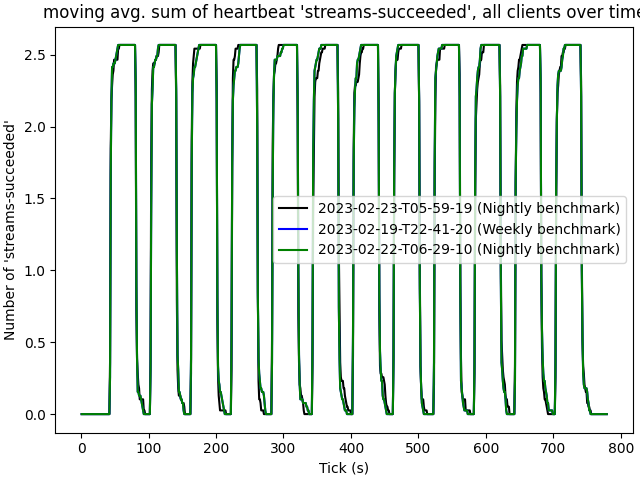 moving avg. sum of heartbeat 'streams-succeeded', all clients over time
2.5
2.0
1.5
1.0
0.5
0.0
Number of 'streams-succeeded'
2023-02-23-T05-59-19 (Nightly benchmark)
2023-02-19-T22-41-20 (Weekly benchmark)
2023-02-22-T06-29-10 (Nightly benchmark)
0 100 200 300 400 500 600 700 800
Tick (s)